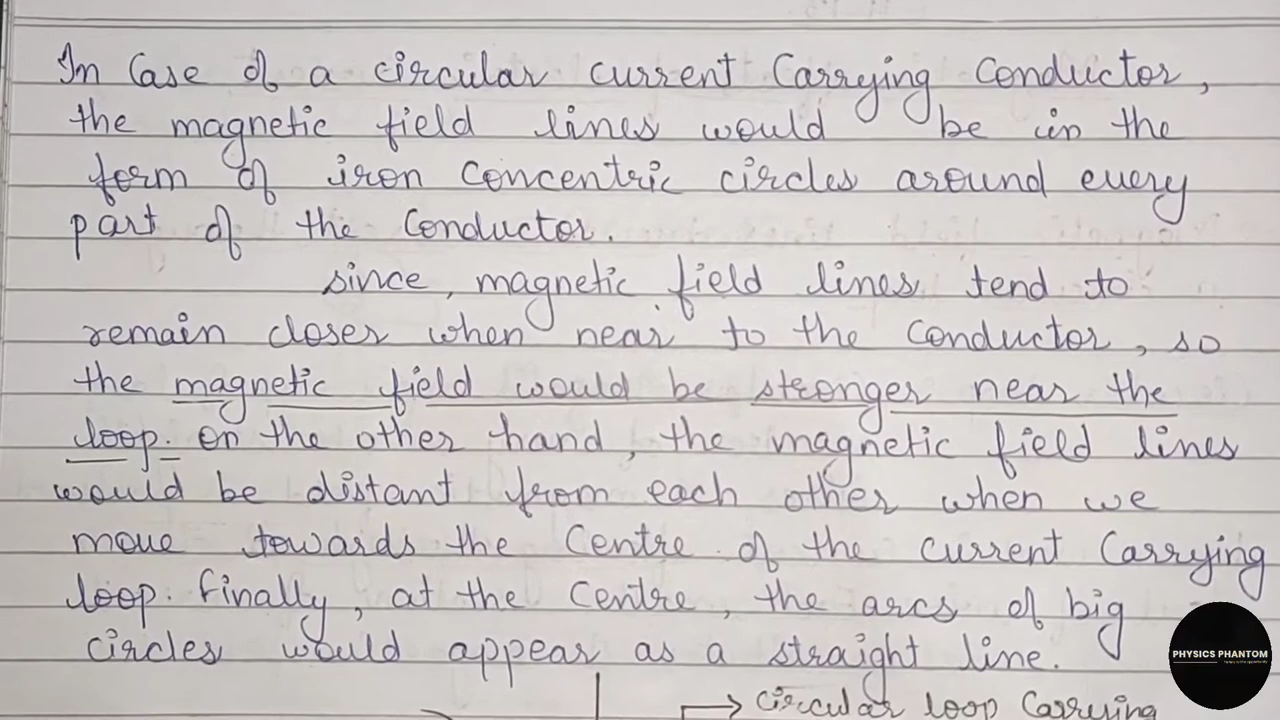 In Case of a circular current Carrying Conductor,
the magnetic field lines would be in the
form of iron Concentric circles around every
part of the Conductor.
since, magnetic field lines tend to
remain closer when near to the Conductor, so
the magnetic field would be stronger near the
loop. On the other hand, the magnetic field lines
would be distant from each other when we
move towards the Centre of the current Carrying
loop. Finally, at the Centre, the arcs of big
circles would appear as a straight line.
PHYSICS PHANTOM
circular loop Carrying